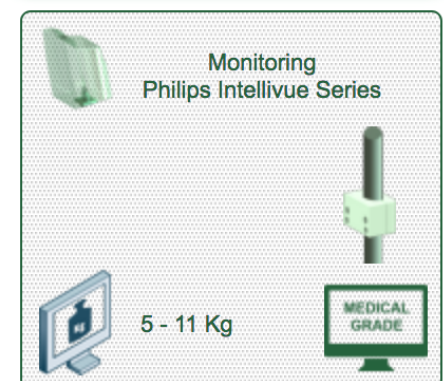 Monitoring
Philips Intellivue Series
5 - 11 Kg
MEDICAL
GRADE